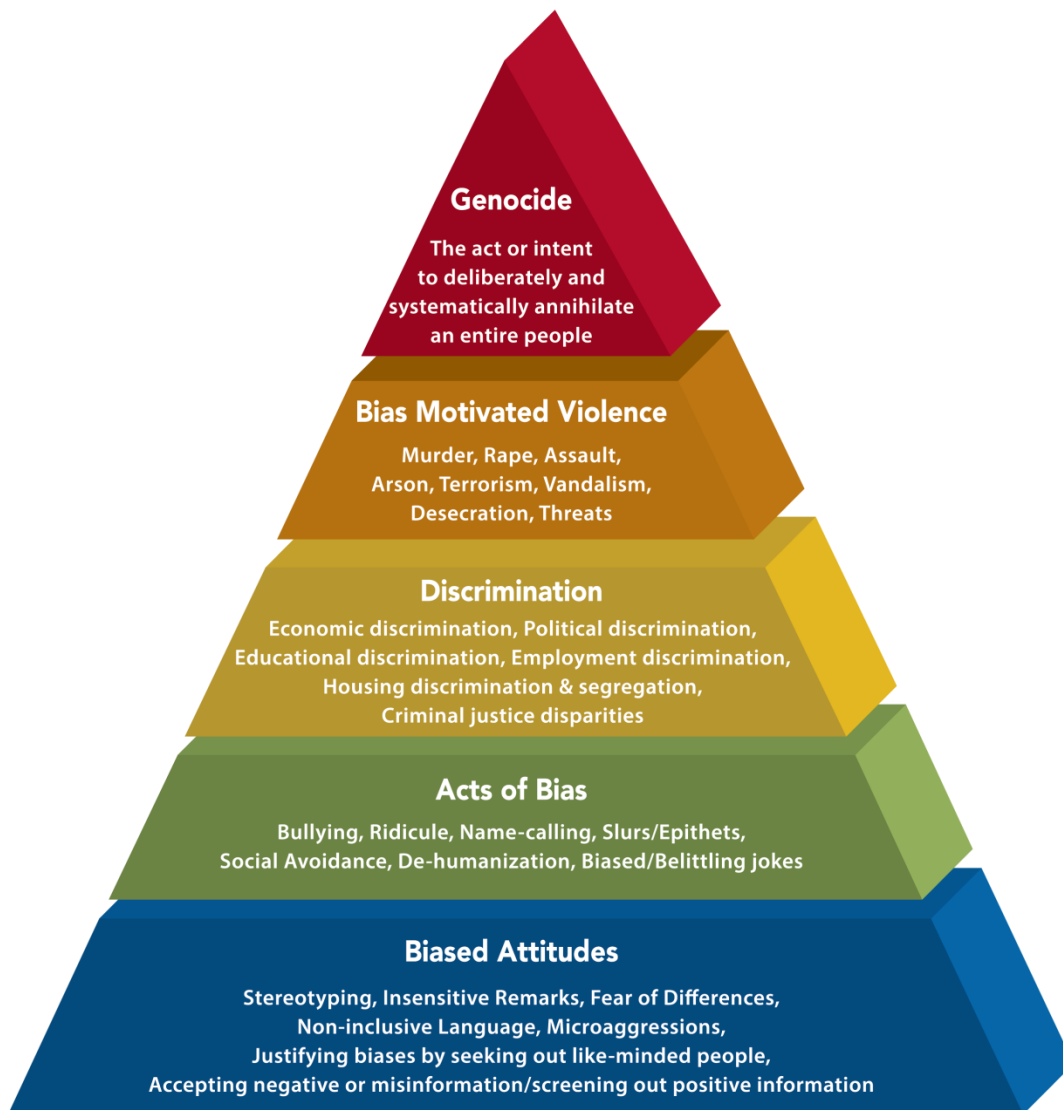 Genocide
The act or intent
to deliberately and
systematically annihilate
an entire people
Bias Motivated Violence
Murder, Rape, Assault,
Arson, Terrorism, Vandalism,
Desecration, Threats
Discrimination
Economic discrimination, Political discrimination,
Educational discrimination, Employment discrimination,
Housing discrimination & segregation,
Criminal justice disparities
Acts of Bias
Bullying, Ridicule, Name-calling, Slurs/Epithets,
Social Avoidance, De-humanization, Biased/Belittling jokes
Biased Attitudes
Stereotyping, Insensitive Remarks, Fear of Differences,
Non-inclusive Language, Microaggressions,
Justifying biases by seeking out like-minded people,
Accepting negative or misinformation/screening out positive information